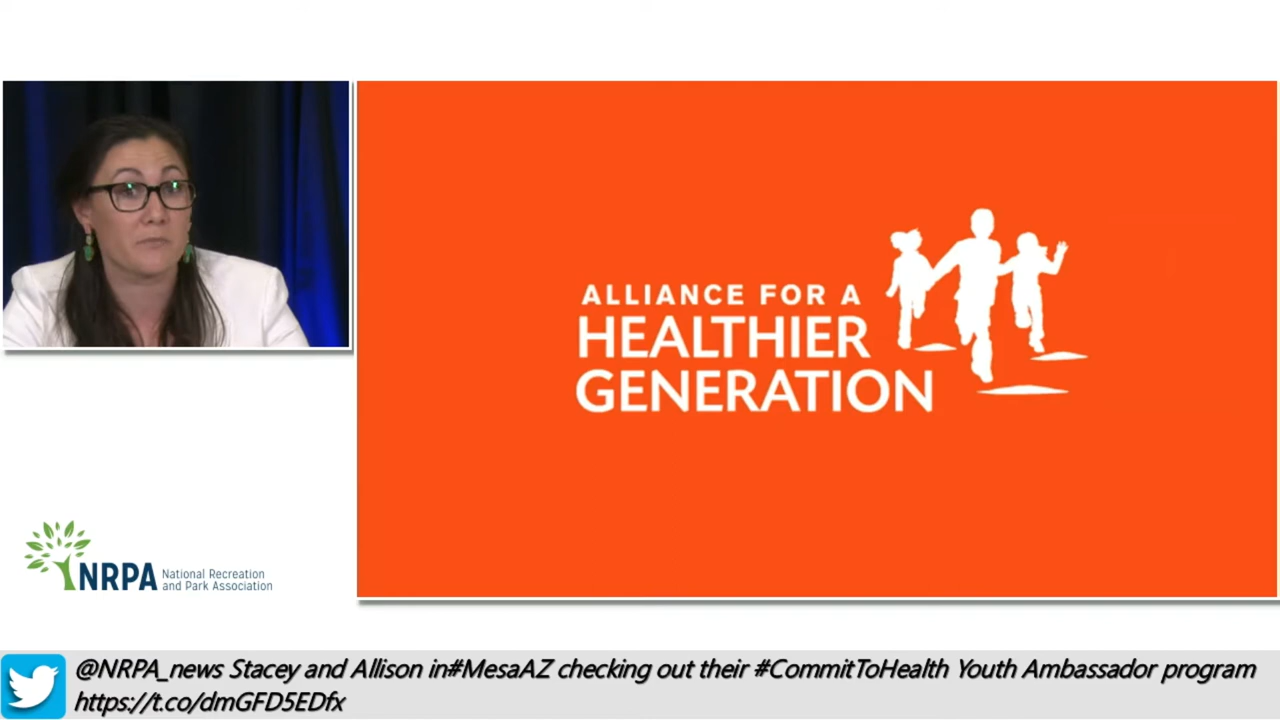 ALLIANCE FOR A
HEALTHIER
GENERATION
NRPA National Recreation
and Park Association
@NRPA_news Stacey and Allison in#MesaAZ checking out their #CommitToHealth Youth Ambassador program
https://t.co/dmGFD5EDfx